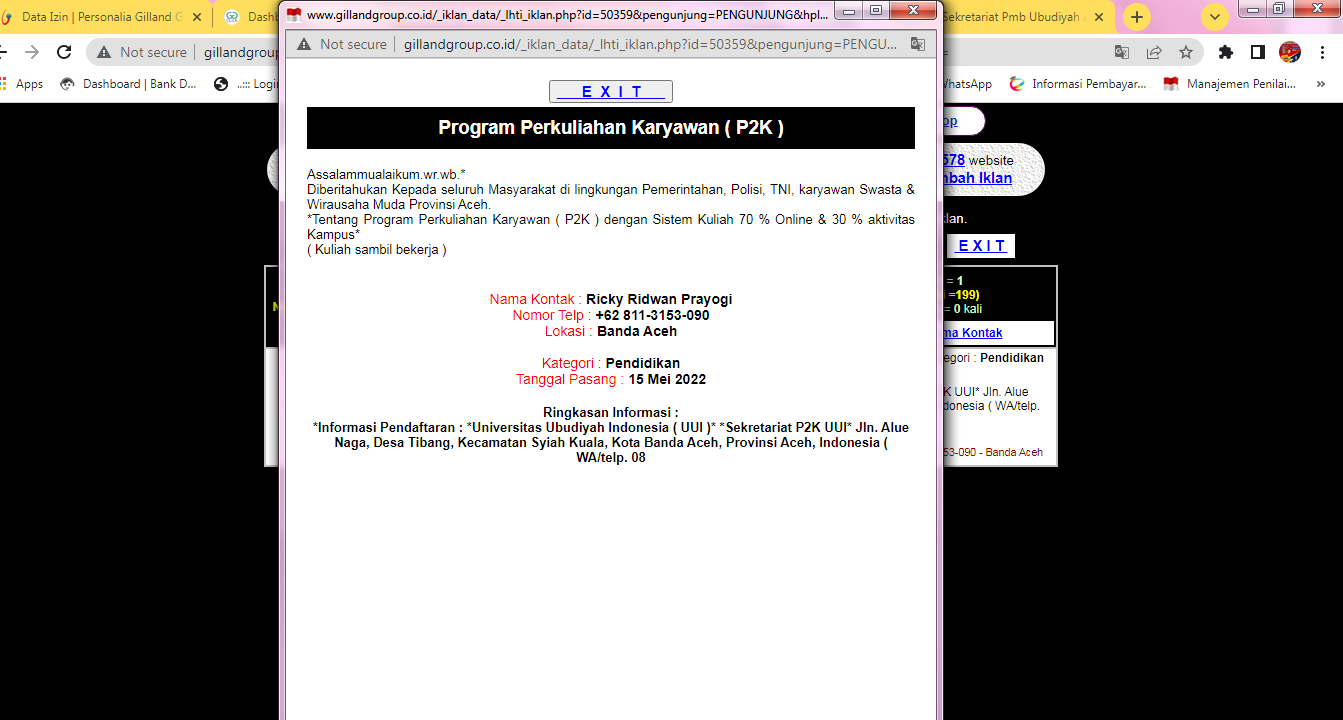 Data Izin | Personalia Gilland G
Dashb
Sekretariat Pmb Ubudiyah
www.gillandgroup.co.id/_iklan_data/_lhti_iklan.php?id=50359&pengunjung=PENGUNJUNG&hpl...
Not secure | gillandgroup
Not secure | gillandgroup.co.id/_iklan_data/_lhti_iklan.php?id=50359&pengunjung=PENGU...
Apps
Dashboard | Bank D...
..::: Login
WhatsApp
Informasi Pembayar...
Manajemen Penilai...
»
E X I T
Program Perkuliahan Karyawan ( P2K )
Assalammualaikum.wr.wb.*
Diberitahukan Kepada seluruh Masyarakat di lingkungan Pemerintahan, Polisi, TNI, karyawan Swasta &
Wirausaha Muda Provinsi Aceh.
*Tentang Program Perkuliahan Karyawan ( P2K ) dengan Sistem Kuliah 70 % Online & 30 % aktivitas
Kampus*
( Kuliah sambil bekerja )
Nama Kontak : Ricky Ridwan Prayogi
Nomor Telp : +62 811-3153-090
Lokasi : Banda Aceh
Kategori : Pendidikan
Tanggal Pasang : 15 Mei 2022
Ringkasan Informasi :
*Informasi Pendaftaran : *Universitas Ubudiyah Indonesia ( UUI )* *Sekretariat P2K UUI* Jln. Alue
Naga, Desa Tibang, Kecamatan Syiah Kuala, Kota Banda Aceh, Provinsi Aceh, Indonesia (
WA/telp. 08
op
578 website
mbah Iklan
klan.
E X I T
= 1
=199)
= 0 kali
ma Kontak
egori : Pendidikan
K UUI* Jln. Alue
donesia ( WA/telp.
53-090 - Banda Aceh